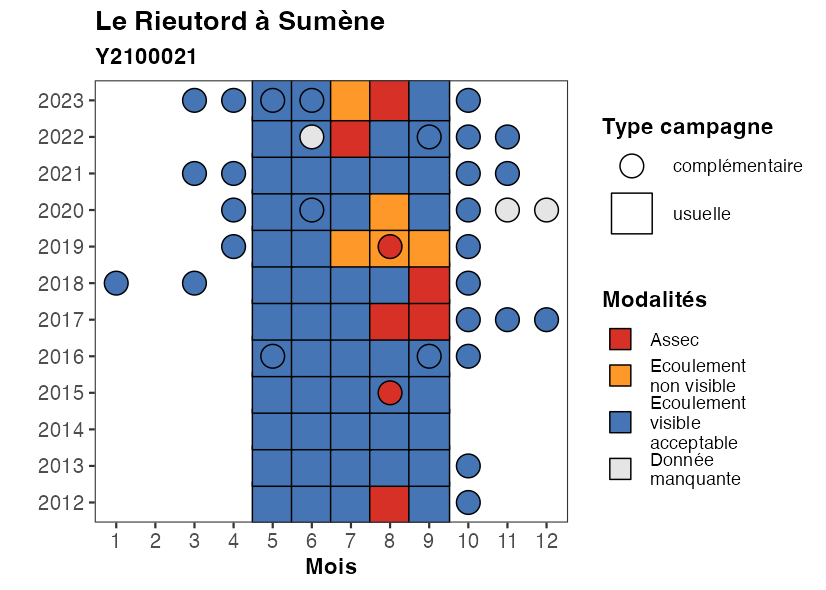 Le Rieutord à Sumène
Y2100021
2023
2022
2021
2020
2019
2018
2017
2016
2015
2014
2013
2012
1 2 3 4 5 6 7 8 9 10 11 12
Mois
Type campagne
complémentaire
usuelle
Modalités
Assec
Ecoulement
non visible
Ecoulement
visible
acceptable
Donnée
manquante